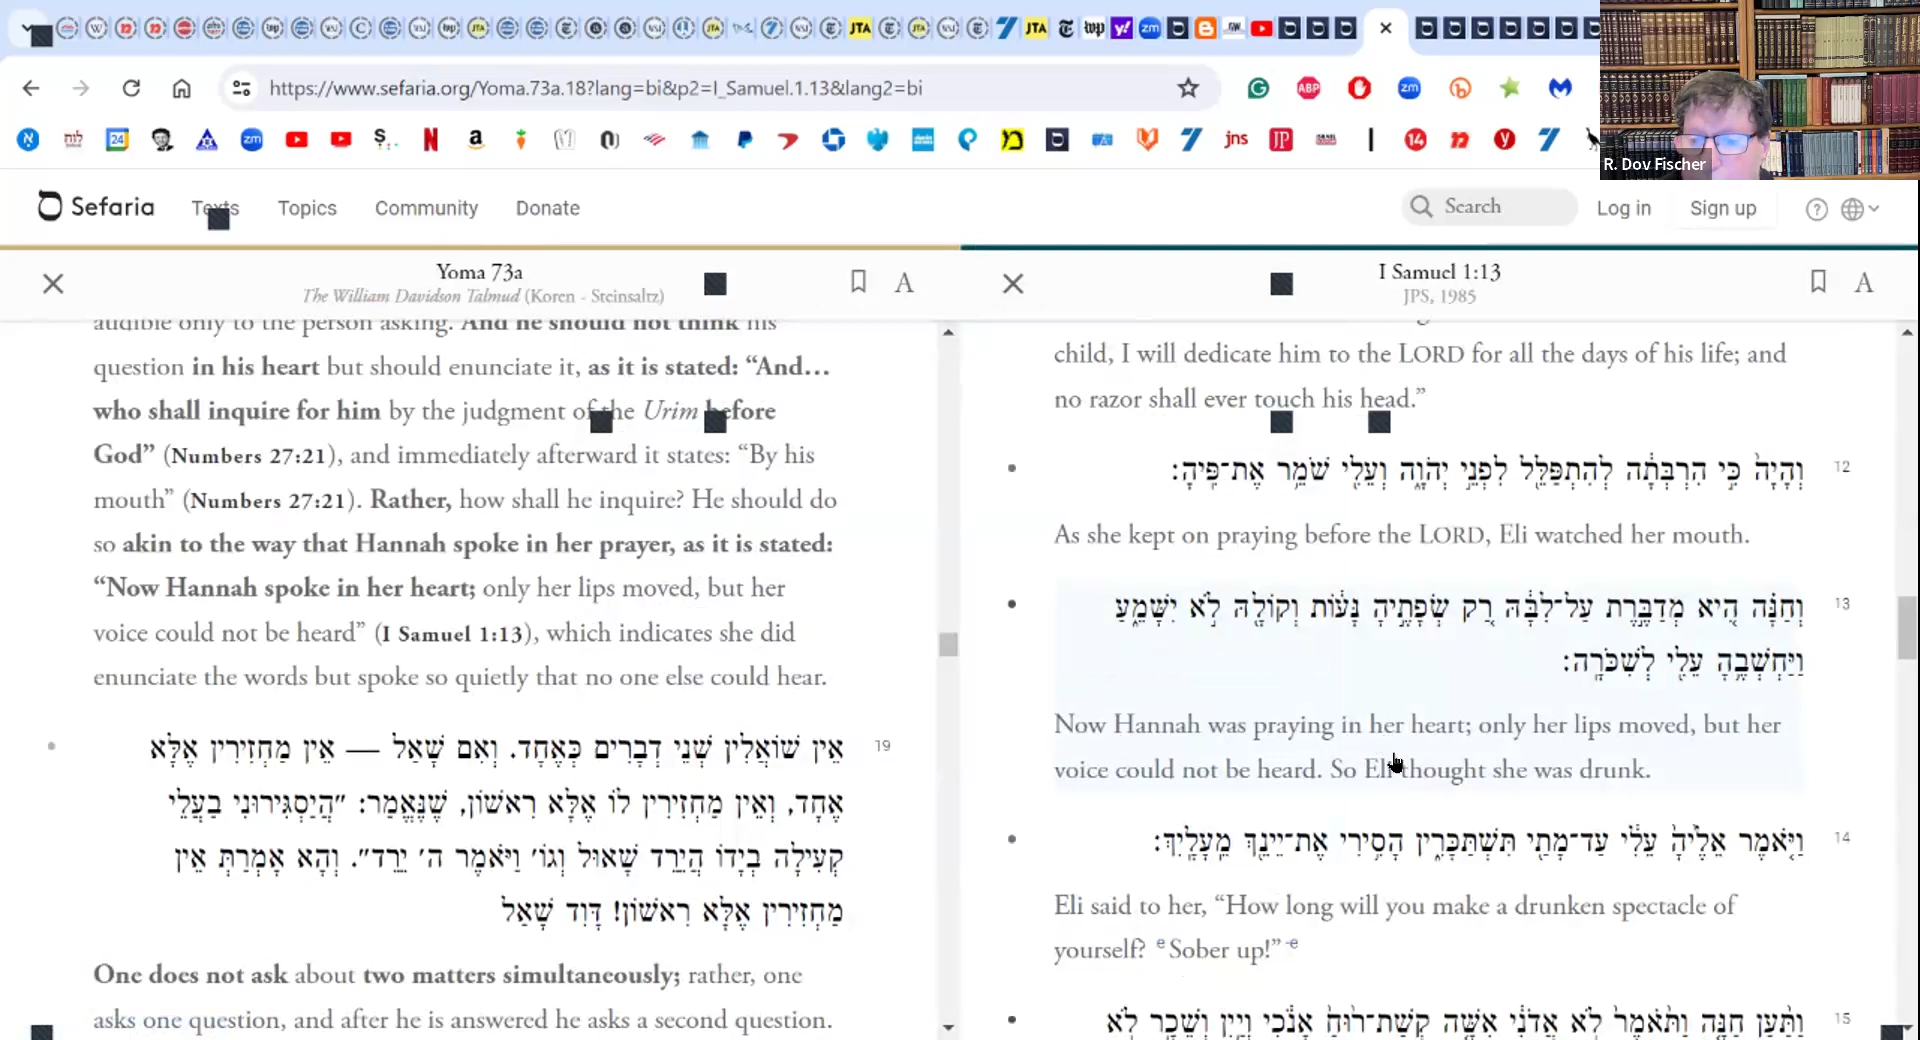 https://www.sefaria.org/Yoma.73a.18?lang=bi&p2=I_Samuel.1.13&lang2=bi
R. Dov Fischer
Sefaria
Texts
Topics
Community
Donate
Search
Log in
Sign up
Yoma 73a
The William Davidson Talmud (Koren - Steinsaltz)
A
audible only to the person asking. And he should not think his
question in his heart but should enunciate it, as it is stated: “And…
who shall inquire for him by the judgment of the Urim before
God” (Numbers 27:21), and immediately afterward it states: “By his
mouth” (Numbers 27:21). Rather, how shall he inquire? He should do
so akin to the way that Hannah spoke in her prayer, as it is stated:
“Now Hannah spoke in her heart; only her lips moved, but her
voice could not be heard” (I Samuel 1:13), which indicates she did
enunciate the words but spoke so quietly that no one else could hear.
19
אֵין שׁוֹאֲלִין שְׁנֵי דְבָרִים כְּאֶחָד. וְאִם שָׁאַל — אֵין מַחְזִירִין אֶלָּא
אֶחָד, וְאֵין מַחְזִירִין לוֹ אֶלָּא רִאשׁוֹן, שֶׁנֶּאֱמַר: ״הֲיַסְגִּירוּנִי בַעֲלֵי
קְעִילָה בְיָדוֹ הֲיֵרֵד שָׁאוּל וְגוֹ׳ וַיֹּאמֶר ה׳ יֵרֵד״. וְהָא אָמְרַתְּ אֵין
מַחְזִירִין אֶלָּא רִאשׁוֹן! דָּוִד שָׁאַל
One does not ask about two matters simultaneously; rather, one
asks one question, and after he is answered he asks a second question.
I Samuel 1:13
JPS, 1985
A
child, I will dedicate him to the LORD for all the days of his life; and
no razor shall ever touch his head.”
12
וְהָיָה֙ כִּ֣י הִרְבְּתָ֔ה לְהִתְפַּלֵּ֖ל לִפְנֵ֣י יְהֹוָ֑ה וְעֵלִ֖י שֹׁמֵ֥ר אֶת־פִּֽיהָ׃
As she kept on praying before the LORD, Eli watched her mouth.
13
וְחַנָּ֗ה הִ֚יא מְדַבֶּ֣רֶת עַל־לִבָּ֔הּ רַ֚ק שְׂפָתֶ֣יהָ נָּע֔וֹת וְקוֹלָ֖הּ לֹ֣א יִשָּׁמֵ֑עַ
וַיַּחְשְׁבֶ֥הָ עֵלִ֖י לְשִׁכֹּרָֽה׃
Now Hannah was praying in her heart; only her lips moved, but her
voice could not be heard. So Eli thought she was drunk.
14
וַיֹּ֤אמֶר אֵלֶ֙יהָ֙ עֵלִ֔י עַד־מָתַ֖י תִּשְׁתַּכָּרִ֑ין הָסִ֥ירִי אֶת־יֵינֵ֖ךְ מֵעָלָֽיִךְ׃
Eli said to her, “How long will you make a drunken spectacle of
yourself? e Sober up!” -e
15
וַתַּ֨עַן חַנָּ֤ה וַתֹּ֙אמֶר֙ לֹ֣א אֲדֹנִ֔י אִשָּׁ֤ה קְשַׁת־ר֙וּחַ֙ אָנֹ֔כִי וְיַ֥יִן וְשֵׁכָ֖ר לֹ֣א